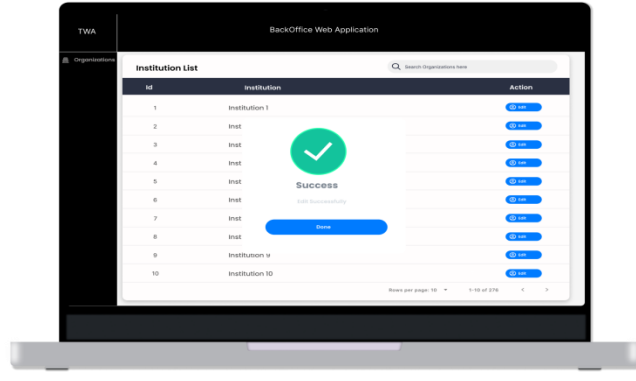 TWA
BackOffice Web Application
Organizations
Institution List
Search Organizations here
Id Institution Action
1 Institution 1 Edit
2 Inst Edit
3 Inst Edit
4 Inst Edit
5 Inst Edit
6 Inst Edit
7 Inst Edit
8 Inst Edit
9 Institution 9 Edit
10 Institution 10 Edit
Success
Edit Successfully
Done
Rows per page: 10 1-10 of 276